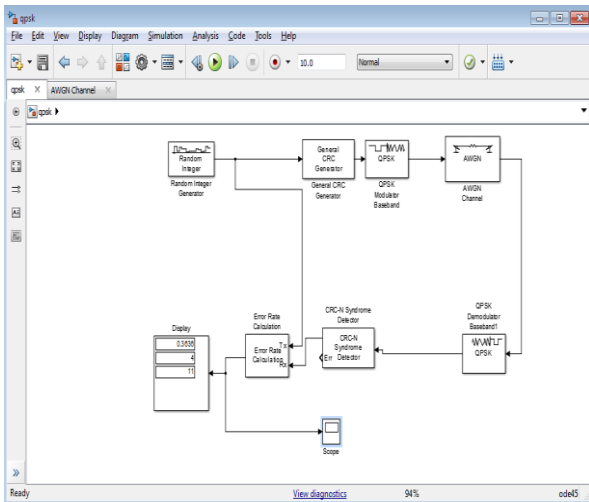 qpsk
File Edit View Display Diagram Simulation Analysis Code Tools Help
10.0
Normal
qpsk X AWGN Channel X
qpsk
Random
Integer
Random Integer
Generator
General
CRC
Generator
General CRC
Generator
QPSK
QPSK
Modulator
Baseband
AWGN
AWGN
Channel
QPSK
Demodulator
Baseband1
QPSK
CRC-N Syndrome
Detector
CRC-N
Syndrome
Detector
Err
Error Rate
Calculation
Error Rate
Calculation
Tx
Rx
Display
0.3636
4
11
Scope
Ready View diagnostics 94% ode45